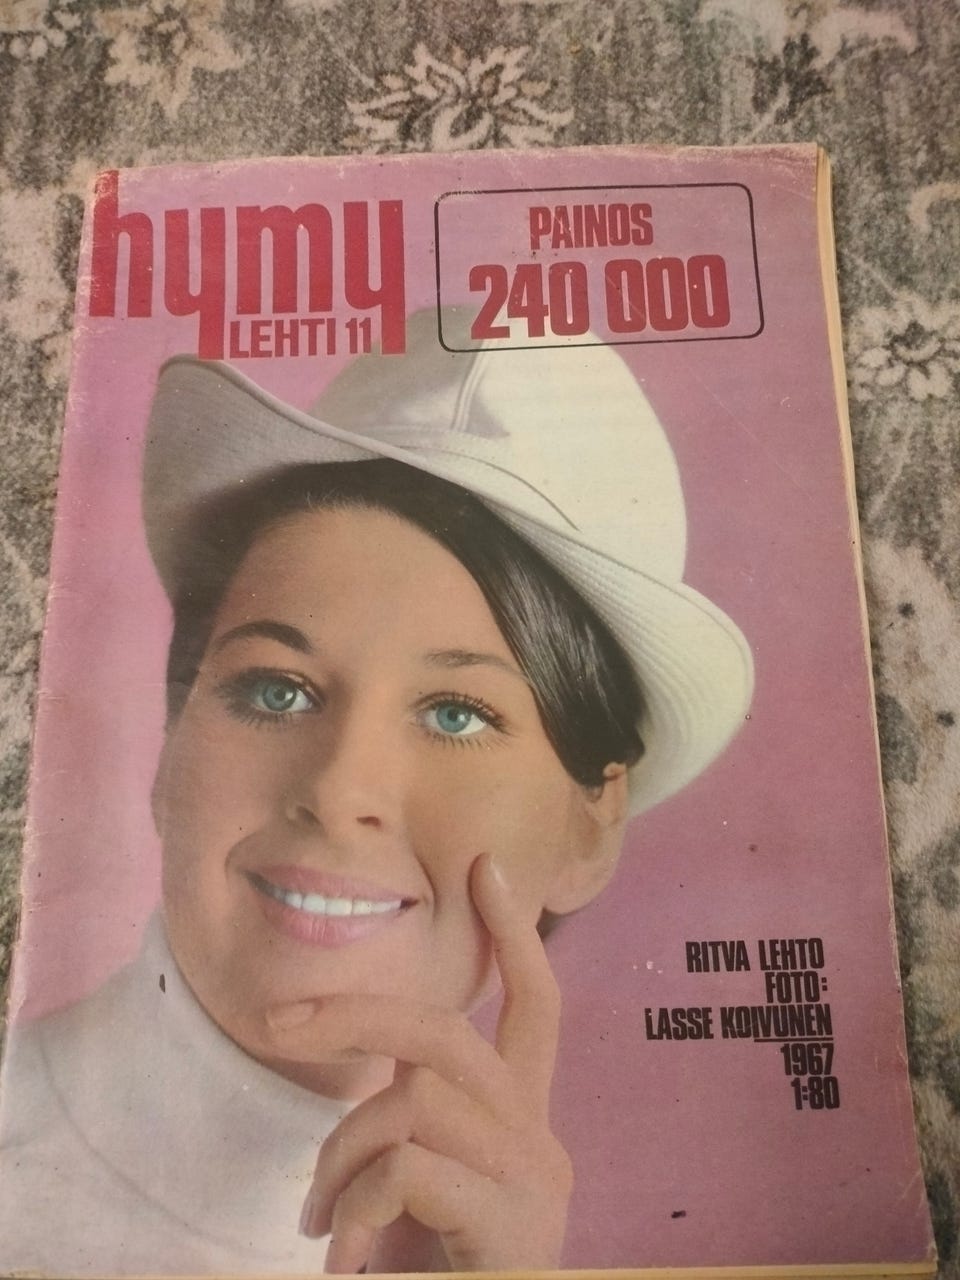 hymy
LEHTI 11
PAINOS
240 000
RITVA LEHTO
FOTO:
LASSE KOIVUNEN
1967
1:80